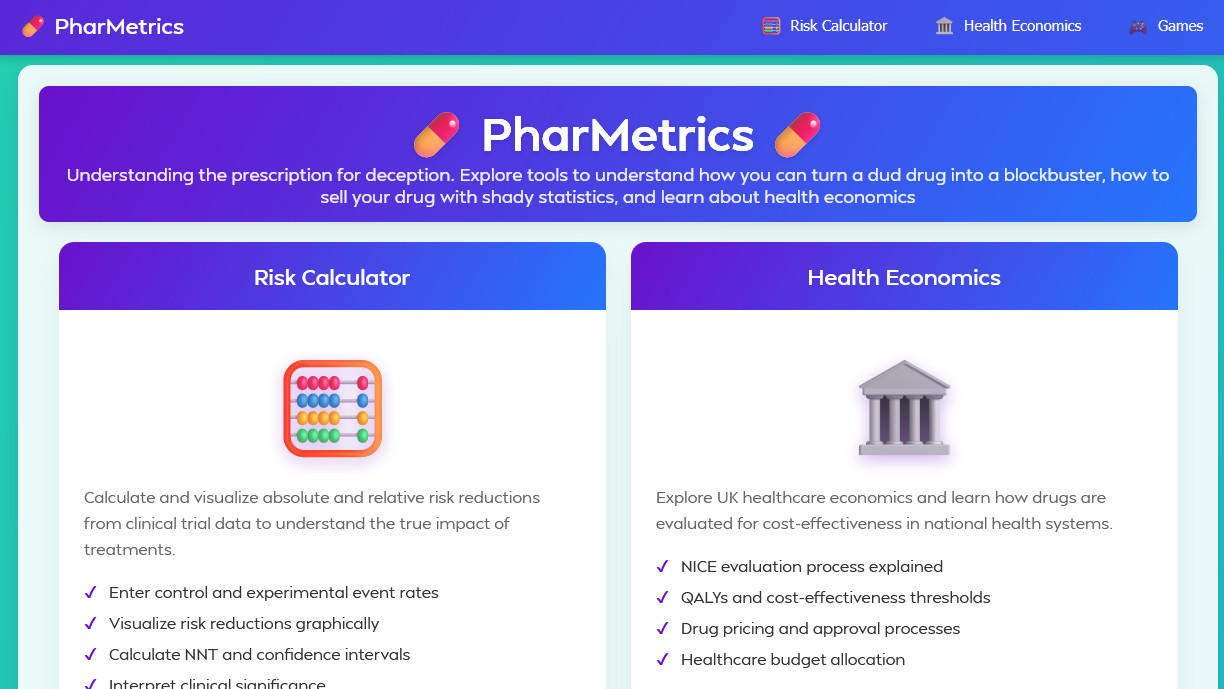 PharMetrics
Risk Calculator
Health Economics
Games
PharMetrics
Understanding the prescription for deception. Explore tools to understand how you can turn a dud drug into a blockbuster, how to
sell your drug with shady statistics, and learn about health economics
Risk Calculator
Calculate and visualize absolute and relative risk reductions
from clinical trial data to understand the true impact of
treatments.
✓ Enter control and experimental event rates
✓ Visualize risk reductions graphically
✓ Calculate NNT and confidence intervals
✓ Interpret clinical significance
Health Economics
Explore UK healthcare economics and learn how drugs are
evaluated for cost-effectiveness in national health systems.
✓ NICE evaluation process explained
✓ QALYs and cost-effectiveness thresholds
✓ Drug pricing and approval processes
✓ Healthcare budget allocation